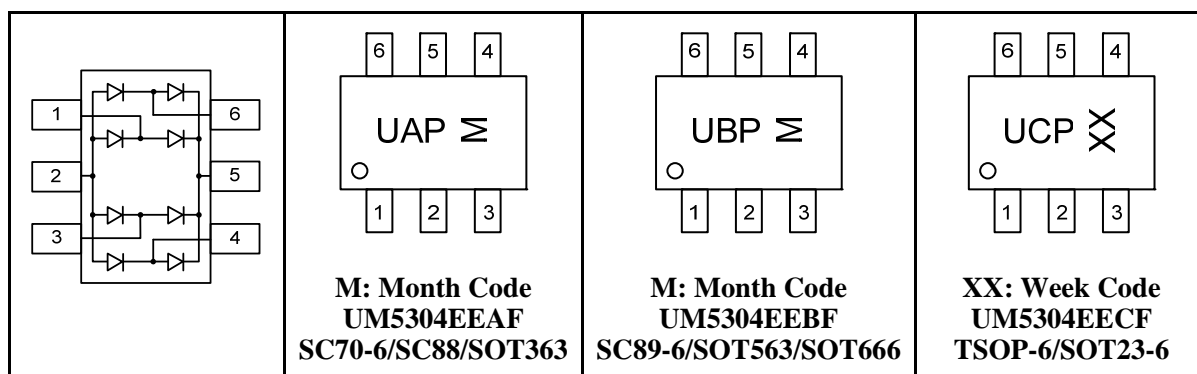 1 6
2 5
3 4
6 5 4
UAP M
1 2 3
M: Month Code
UM5304EEAF
SC70-6/SC88/SOT363
6 5 4
UBP M
1 2 3
M: Month Code
UM5304EEBF
SC89-6/SOT563/SOT666
6 5 4
UCP XX
1 2 3
XX: Week Code
UM5304EECF
TSOP-6/SOT23-6